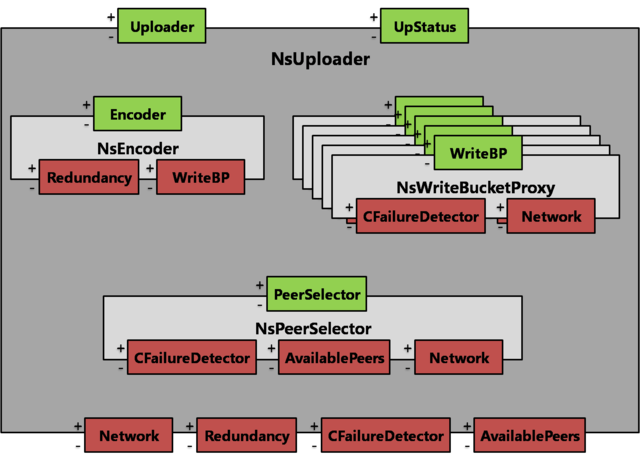 + Uploader
-
+ UpStatus
-
NsUploader
+ Encoder
-
NsEncoder
+ Redundancy
-
+ WriteBP
-
+
-
+
+
+
+ WriteBP
-
NsWriteBucketProxy
+ CFailureDetector
-
+ Network
-
+ PeerSelector
-
NsPeerSelector
+ CFailureDetector
-
+ AvailablePeers
-
+ Network
-
+ Network
-
+ Redundancy
-
+ CFailureDetector
-
+ AvailablePeers
-